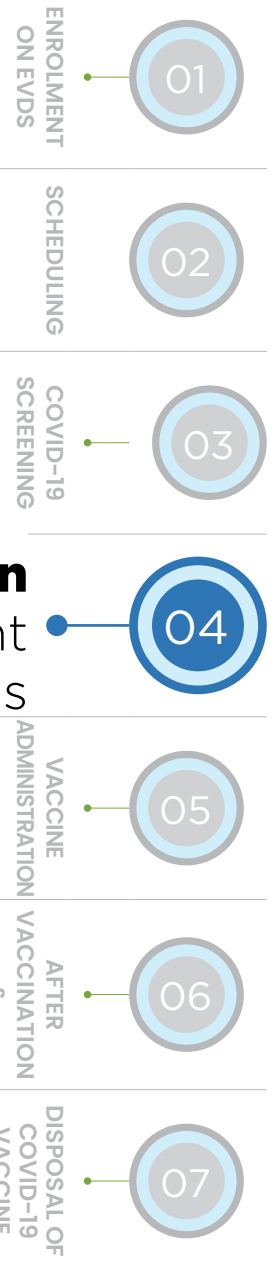 ENROLMENT
ON EVDS
01
SCHEDULING
02
COVID-19
SCREENING
03
n
nt
s
04
VACCINE
ADMINISTRATION
05
AFTER
VACCINATION
06
DISPOSAL OF
COVID-19
VACCINE
07